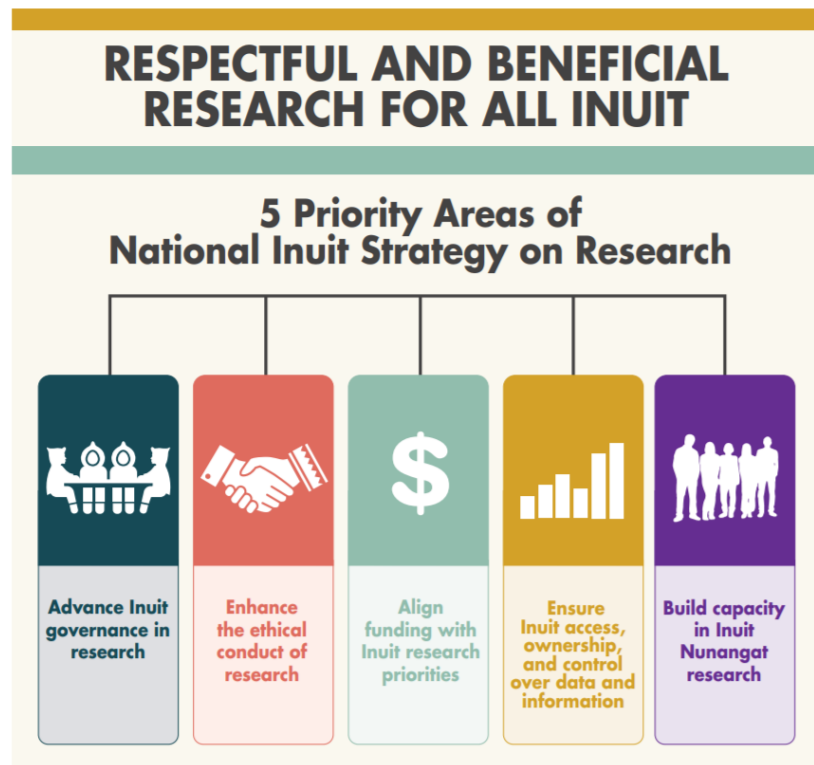 RESPECTFUL AND BENEFICIAL
RESEARCH FOR ALL INUIT
5 Priority Areas of
National Inuit Strategy on Research
$
Advance Inuit
governance in
research
Enhance
the ethical
conduct of
research
Align
funding with
Inuit research
priorities
Ensure
Inuit access,
ownership,
and control
over data and
information
Build capacity
in Inuit
Nunangat
research